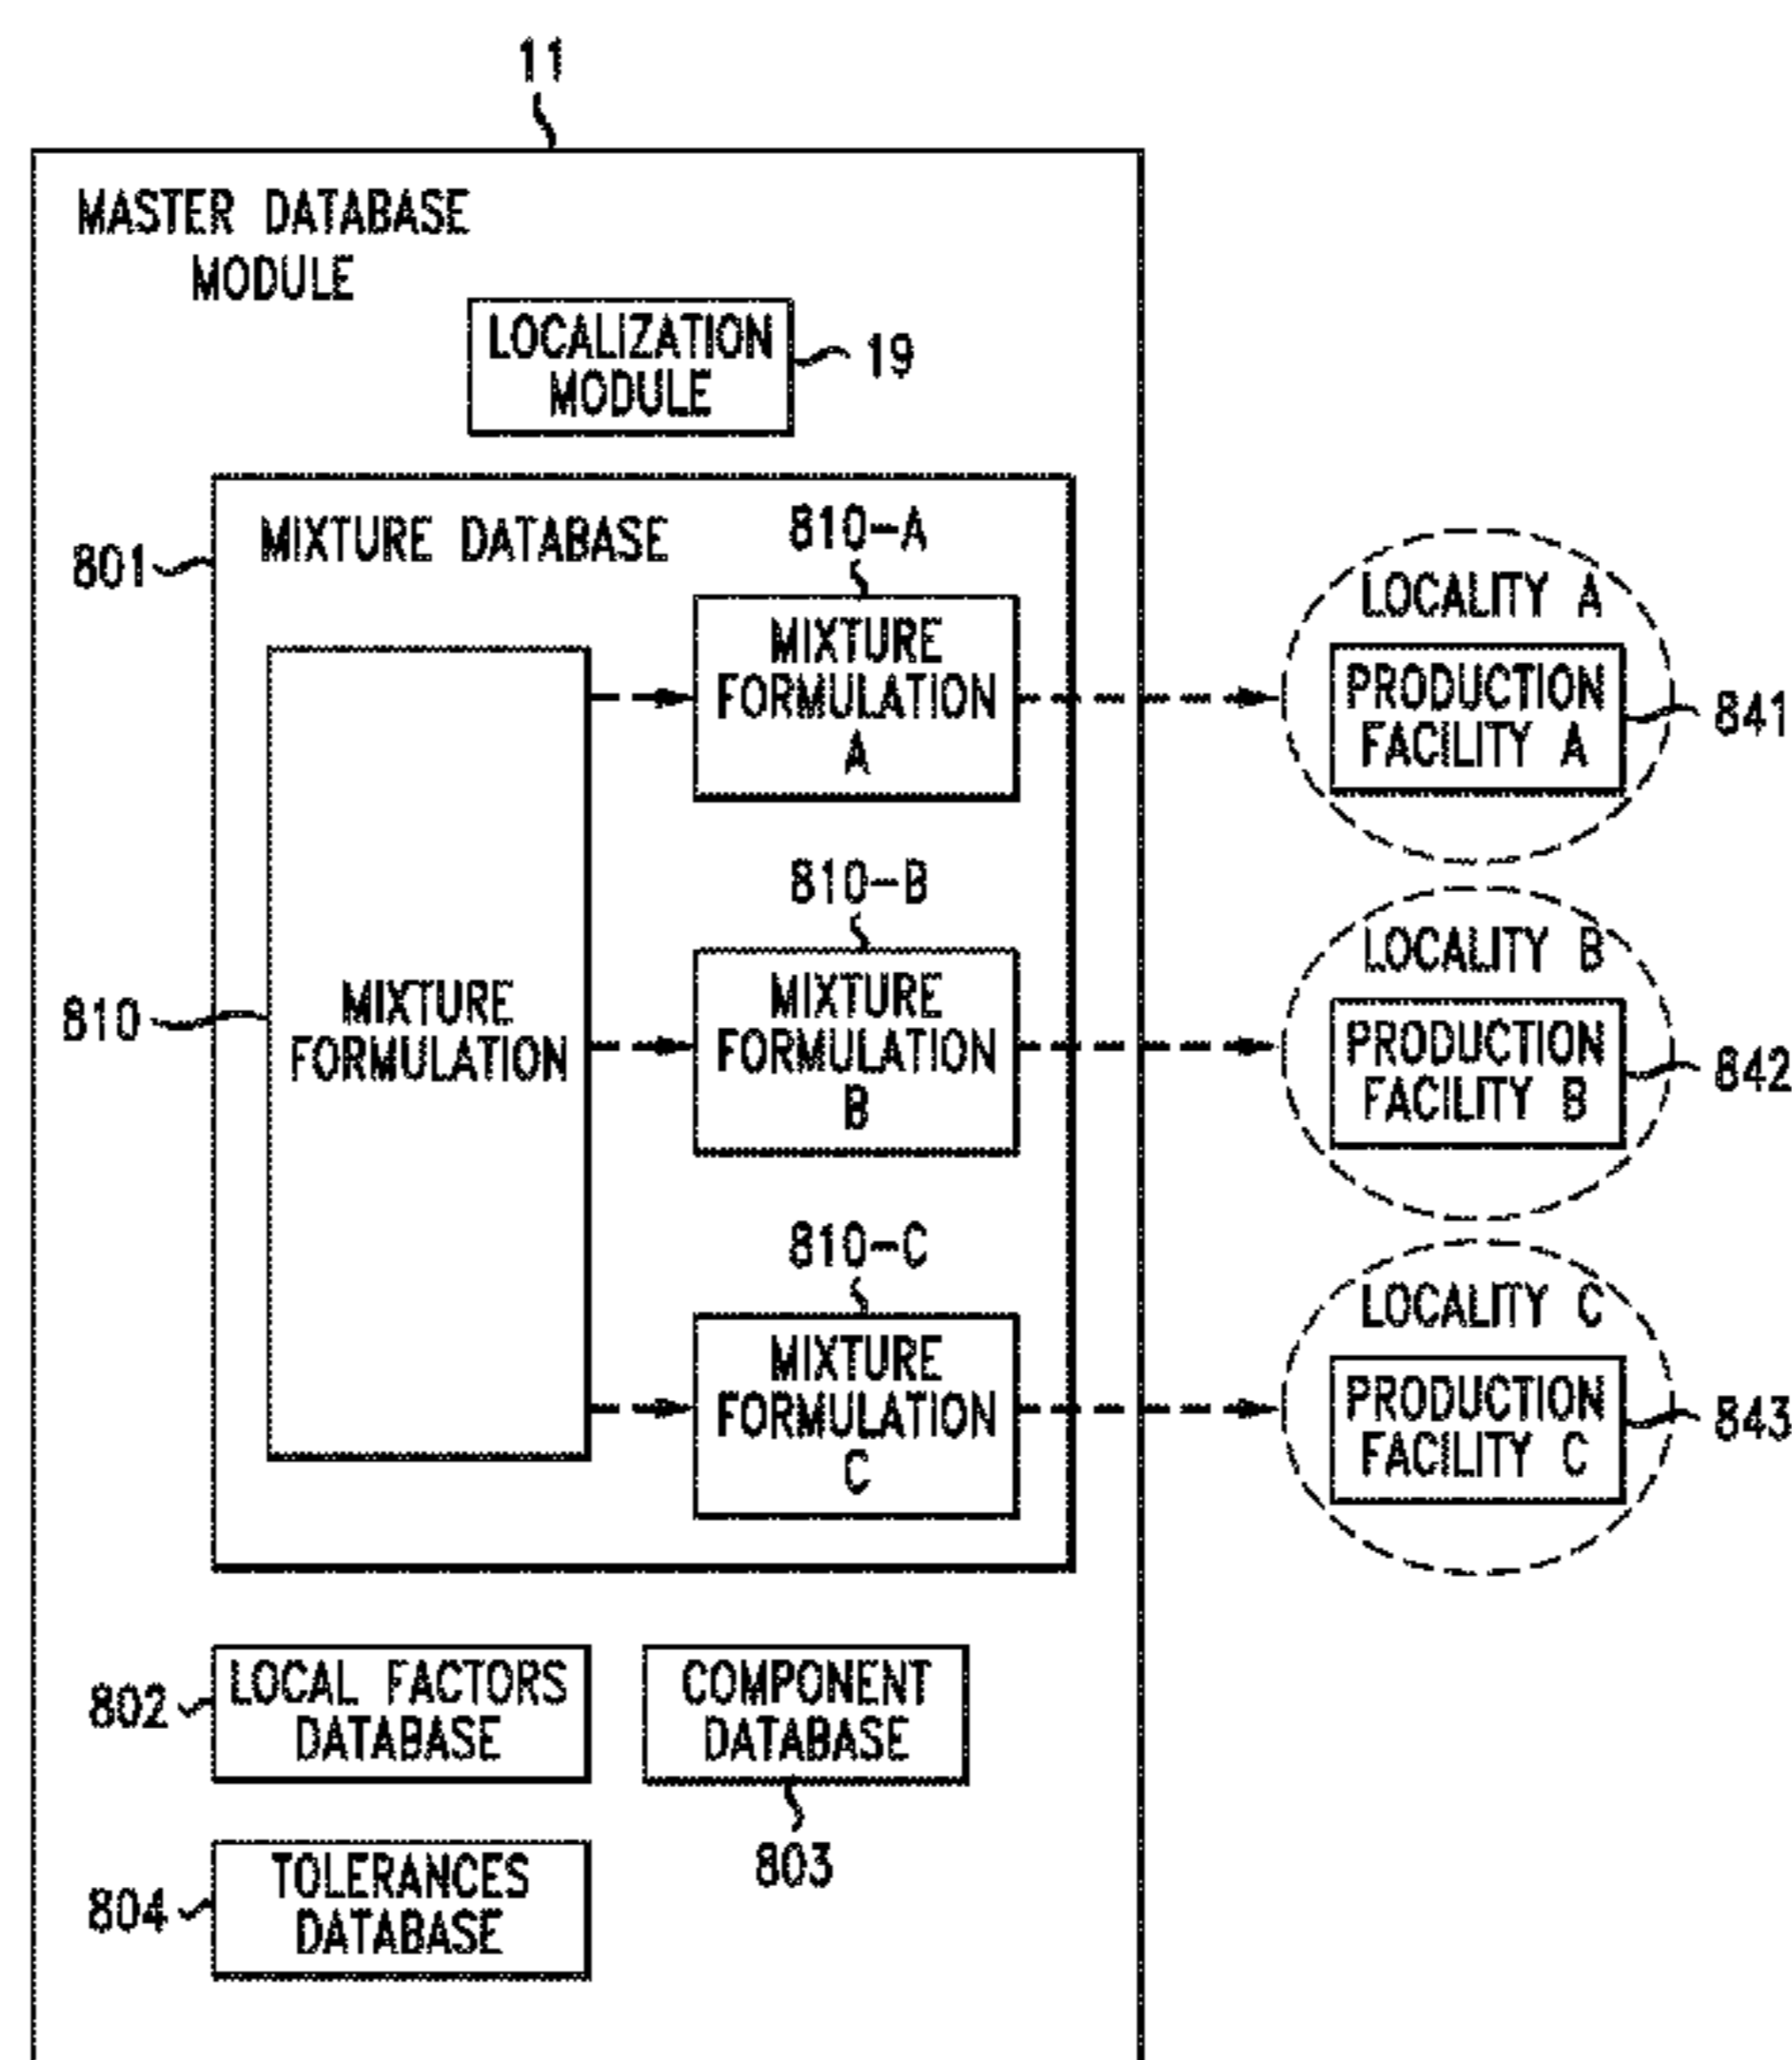 11
MASTER DATABASE
MODULE
LOCALIZATION
MODULE
19
801
MIXTURE DATABASE
810-A
MIXTURE
FORMULATION
A
LOCALITY A
PRODUCTION
FACILITY A
841
810
MIXTURE
FORMULATION
810-B
MIXTURE
FORMULATION
B
LOCALITY B
PRODUCTION
FACILITY B
842
810-C
MIXTURE
FORMULATION
C
LOCALITY C
PRODUCTION
FACILITY C
843
802
LOCAL FACTORS
DATABASE
COMPONENT
DATABASE
803
804
TOLERANCES
DATABASE